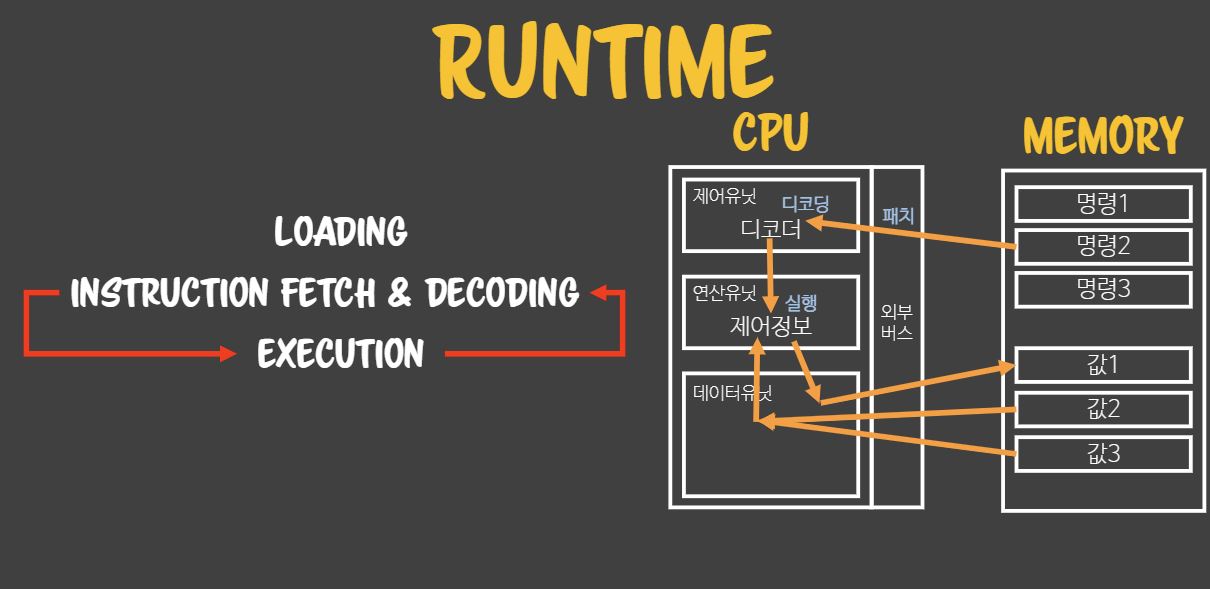 RUNTIME
LOADING
INSTRUCTION FETCH & DECODING
EXECUTION
CPU
제어유닛
디코딩
디코더
연산유닛
실행
제어정보
데이터유닛
패치
외부
버스
MEMORY
명령1
명령2
명령3
값1
값2
값3